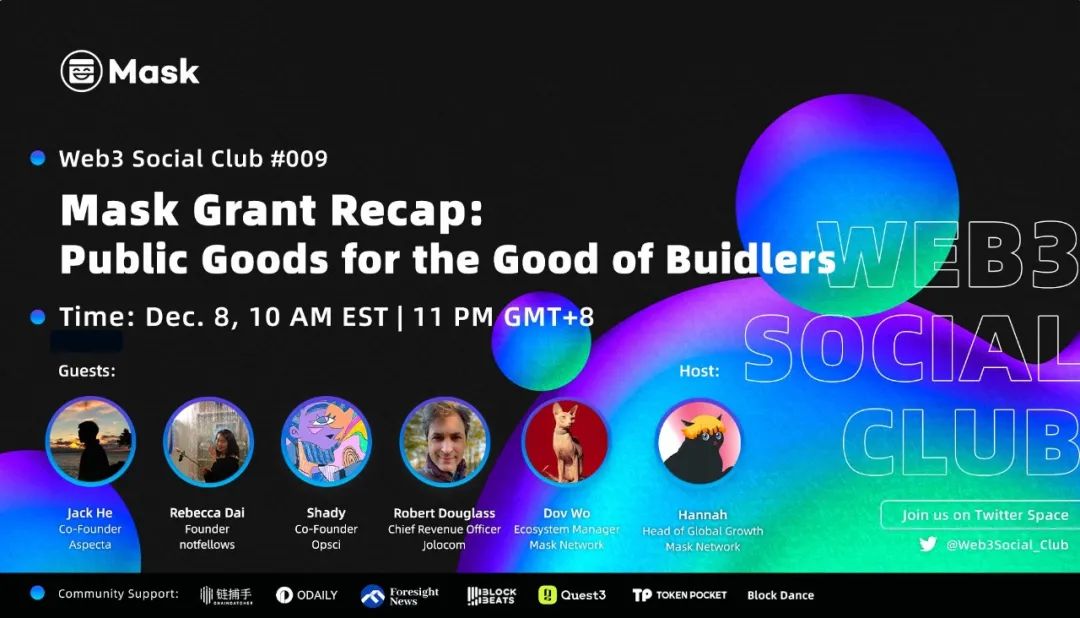 Mask
Web3 Social Club #009
Mask Grant Recap:
Public Goods for the Good of Buidlers
Time: Dec. 8, 10 AM EST | 11 PM GMT+8
WEB3
SOCIAL
CLUB
Guests:
Host:
Jack He
Co-Founder
Aspecta
Rebecca Dai
Founder
notfellows
Shady
Co-Founder
Opsci
Robert Douglass
Chief Revenue Officer
Jolocom
Dov Wo
Ecosystem Manager
Mask Network
Hannah
Head of Global Growth
Mask Network
Join us on Twitter Space
@Web3Social_Club
Community Support:
链捕手
CHAINCATCHER
ODAILY
Foresight
News
BLOCK
BEATS
Quest3
TP TOKEN POCKET
Block Dance